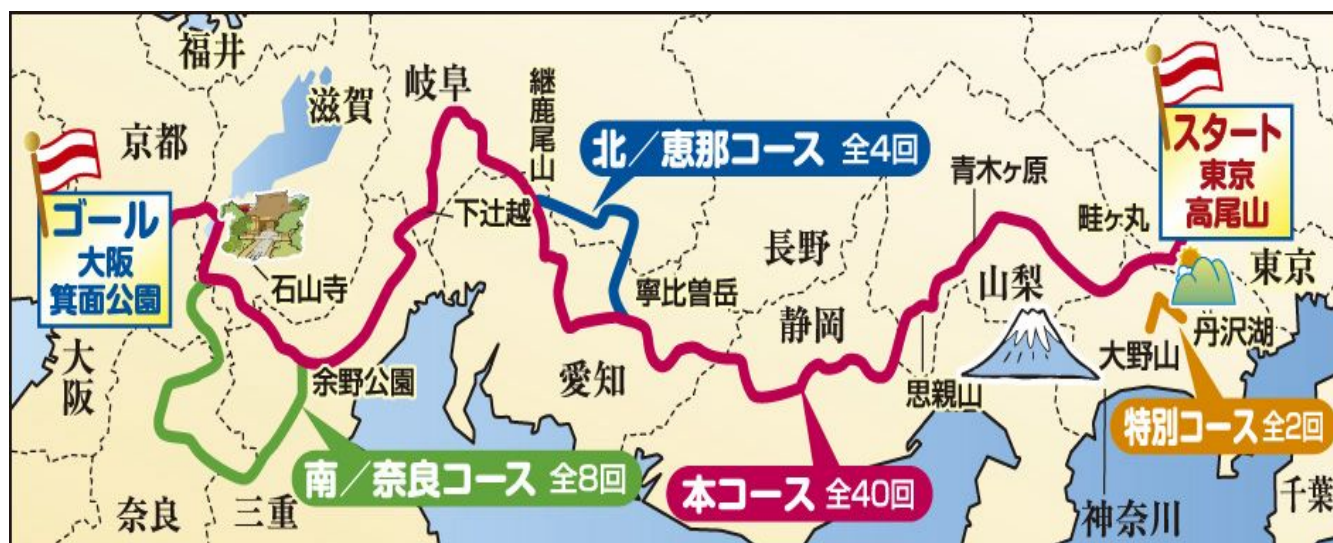 福井
滋賀
岐阜
継鹿尾山
京都
ゴール
大阪
箕面公園
北／恵那コース 全4回
下辻越
石山寺
寧比曽岳
長野
青木ヶ原
畦ヶ丸
スタート
東京
高尾山
山梨
静岡
東京
丹沢湖
大野山
思親山
愛知
余野公園
大阪
特別コース 全2回
南／奈良コース 全8回
本コース 全40回
奈良
三重
神奈川
千葉